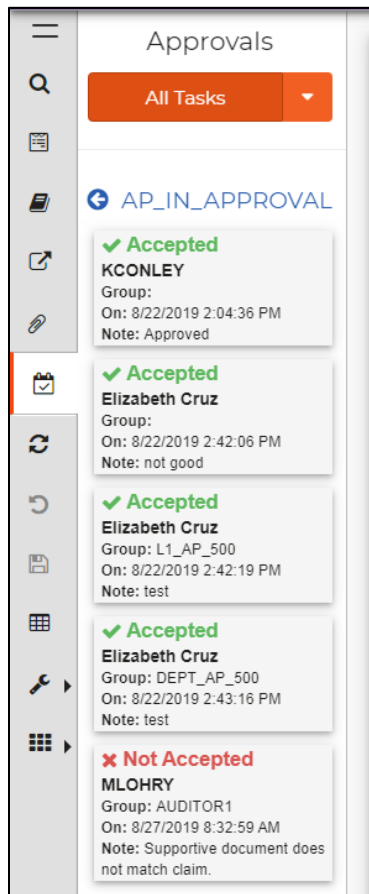 Approvals
All Tasks
AP_IN_APPROVAL
Accepted
KCONLEY
Group:
On: 8/22/2019 2:04:36 PM
Note: Approved
Accepted
Elizabeth Cruz
Group:
On: 8/22/2019 2:42:06 PM
Note: not good
Accepted
Elizabeth Cruz
Group: L1_AP_500
On: 8/22/2019 2:42:19 PM
Note: test
Accepted
Elizabeth Cruz
Group: DEPT_AP_500
On: 8/22/2019 2:43:16 PM
Note: test
Not Accepted
MLOHRY
Group: AUDITOR1
On: 8/27/2019 8:32:59 AM
Note: Supportive document does
not match claim.